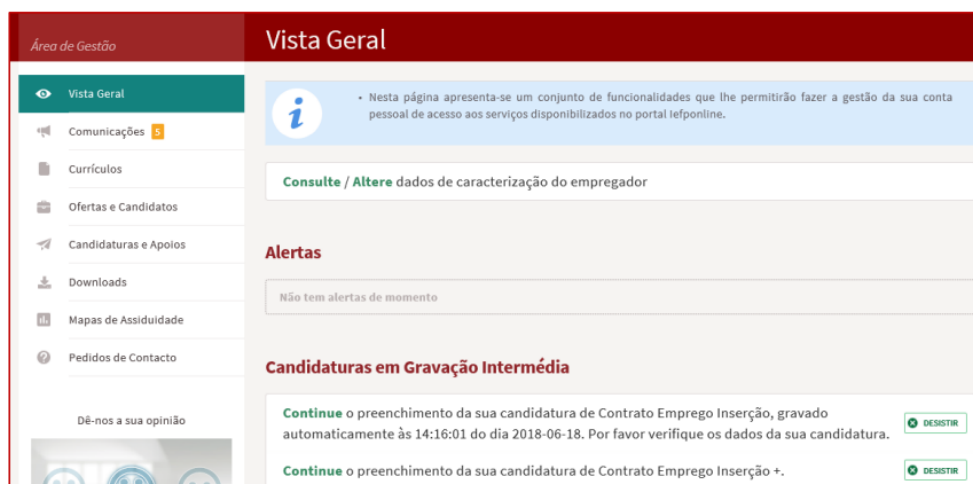 Área de Gestão
Vista Geral
Vista Geral
Comunicações 5
Currículos
Ofertas e Candidatos
Candidaturas e Apoios
Downloads
Mapas de Assiduidade
Pedidos de Contacto
Dê-nos a sua opinião
i
• Nesta página apresenta-se um conjunto de funcionalidades que lhe permitirão fazer a gestão da sua conta
pessoal de acesso aos serviços disponibilizados no portal iefponline.
Consulte / Altere dados de caracterização do empregador
Alertas
Não tem alertas de momento
Candidaturas em Gravação Intermédia
Continue o preenchimento da sua candidatura de Contrato Emprego Inserção, gravado
automaticamente às 14:16:01 do dia 2018-06-18. Por favor verifique os dados da sua candidatura.
DESISTIR
Continue o preenchimento da sua candidatura de Contrato Emprego Inserção +.
DESISTIR